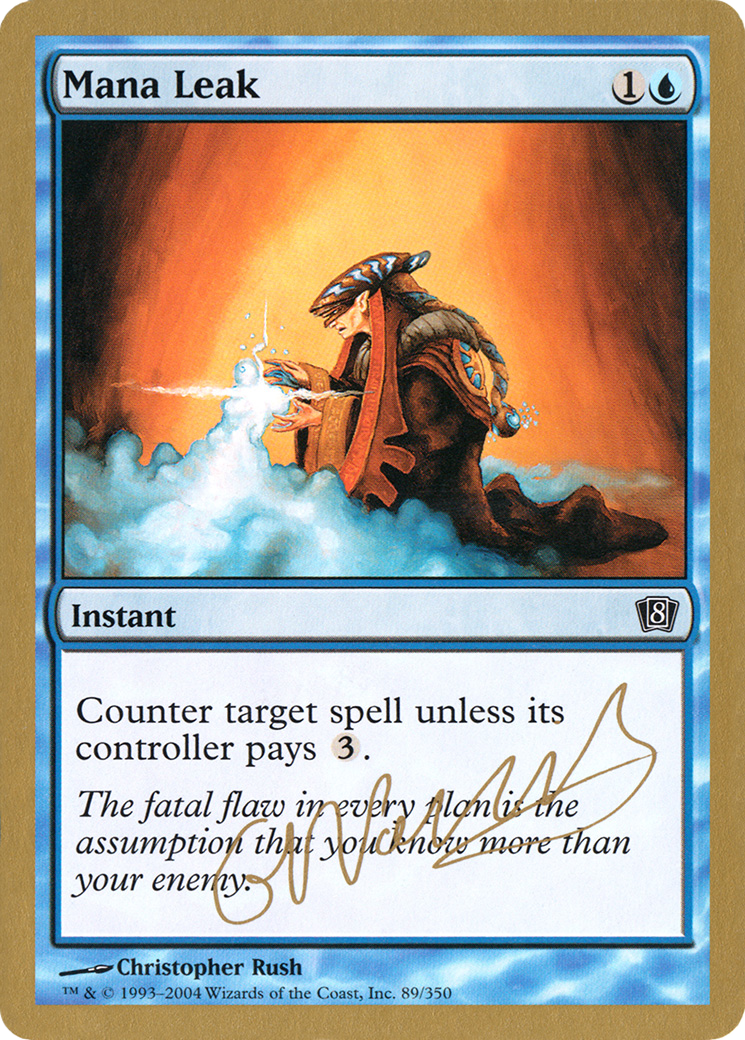 Mana Leak
1
Instant
8
Counter target spell unless its
controller pays 3.
The fatal flaw in every plan is the
assumption that you know more than
your enemy.
Christopher Rush
™ & © 1993–2004 Wizards of the Coast, Inc. 89/350